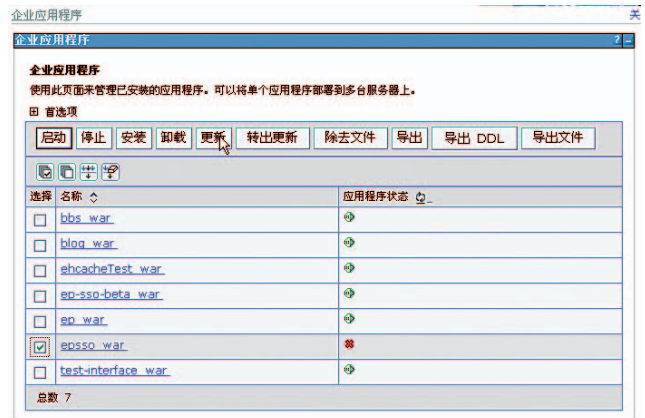 企业应用程序 关
企业应用程序 ? –
企业应用程序
使用此页面来管理已安装的应用程序。可以将单个应用程序部署到多台服务器上。
首选项
启动 停止 安装 卸载 更新 转出更新 除去文件 导出 导出 DDL 导出文件
选择 名称 应用程序状态
bbs_war
blog_war
ehcacheTest_war
ep-sso-beta_war
ep_war
epsso_war
test-interface_war
总数 7